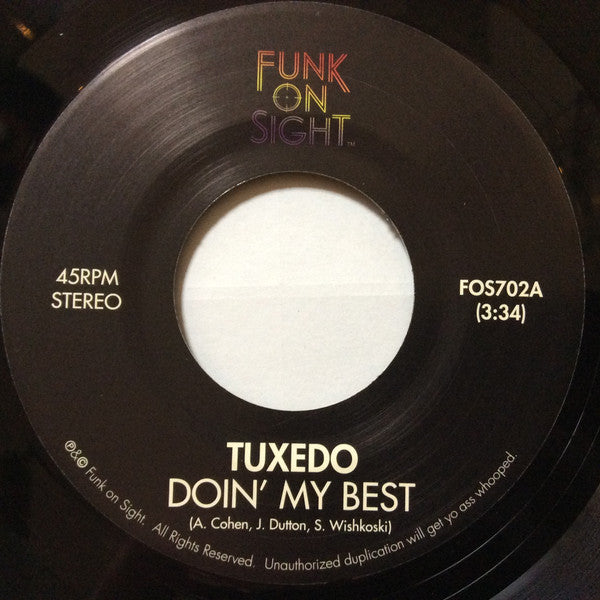 FUNK
ON
SIGHT™
45RPM
STEREO
FOS702A
(3:34)
TUXEDO
DOIN' MY BEST
(A. Cohen, J. Dutton, S. Wishkoski)
℗&© Funk on Sight. All Rights Reserved. Unauthorized duplication will get yo ass whooped.